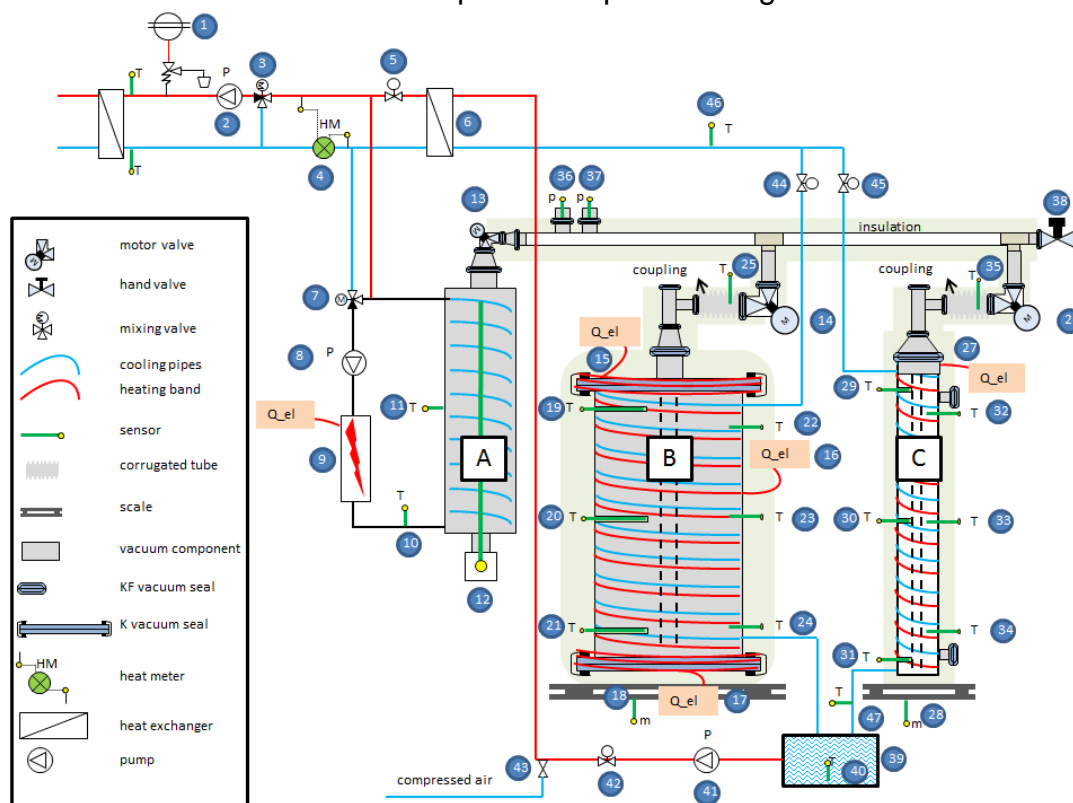 1
T
P
3
5
2
HM
6
T
4
46
T
13
36
37
p
p
44
45
38
insulation
motor valve
hand valve
mixing valve
cooling pipes
heating band
sensor
corrugated tube
scale
vacuum component
KF vacuum seal
K vacuum seal
HM
heat meter
heat exchanger
pump
coupling
T
25
coupling
T
35
7
M
M
14
M
8
P
15
Q_el
27
Q_el
Q_el
11
T
19
T
T
22
29
T
T
32
9
A
B
Q_el
16
C
T
10
20
T
T
23
30
T
T
33
12
21
T
T
24
31
T
T
34
18
m
Q_el
17
T
47
m
28
43
42
P
41
39
T
40
compressed air